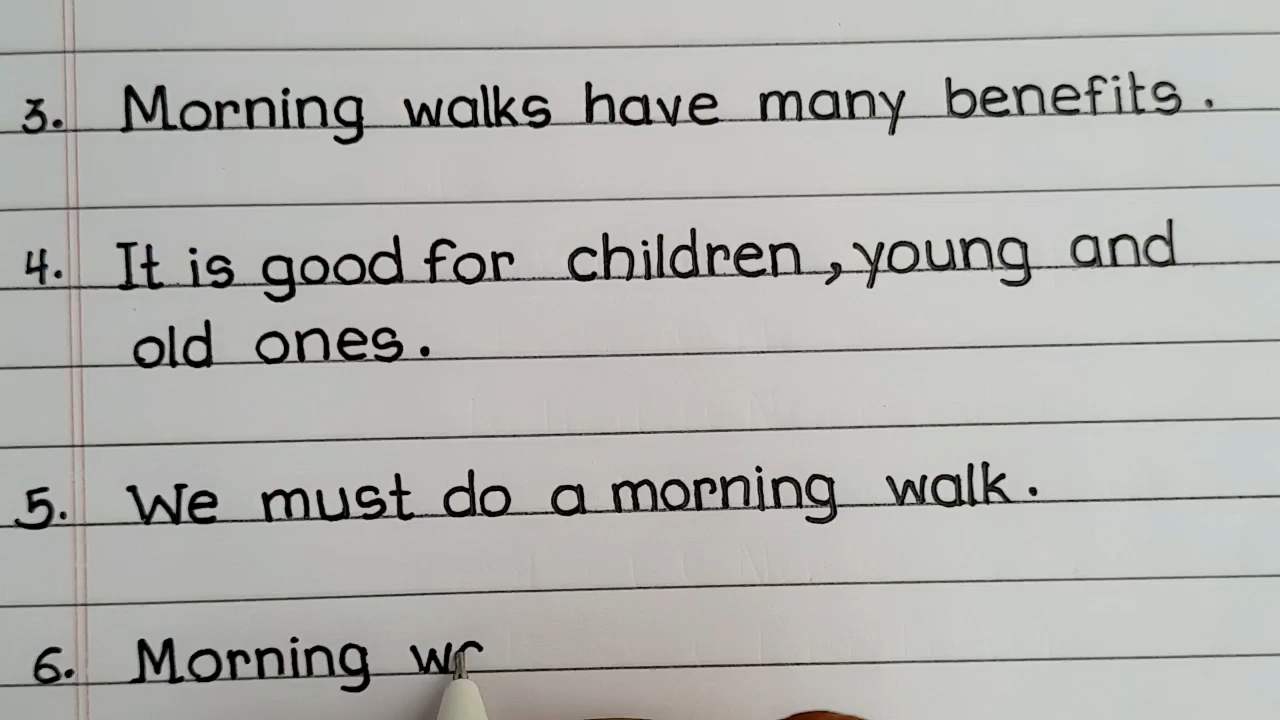 3. Morning walks have many benefits.
4. It is good for children, young and
old ones.
5. We must do a morning walk.
6. Morning